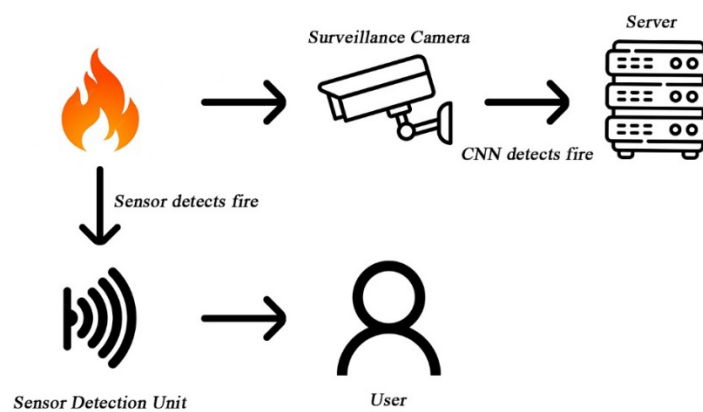 Server
Surveillance Camera
CNN detects fire
Sensor detects fire
Sensor Detection Unit
User